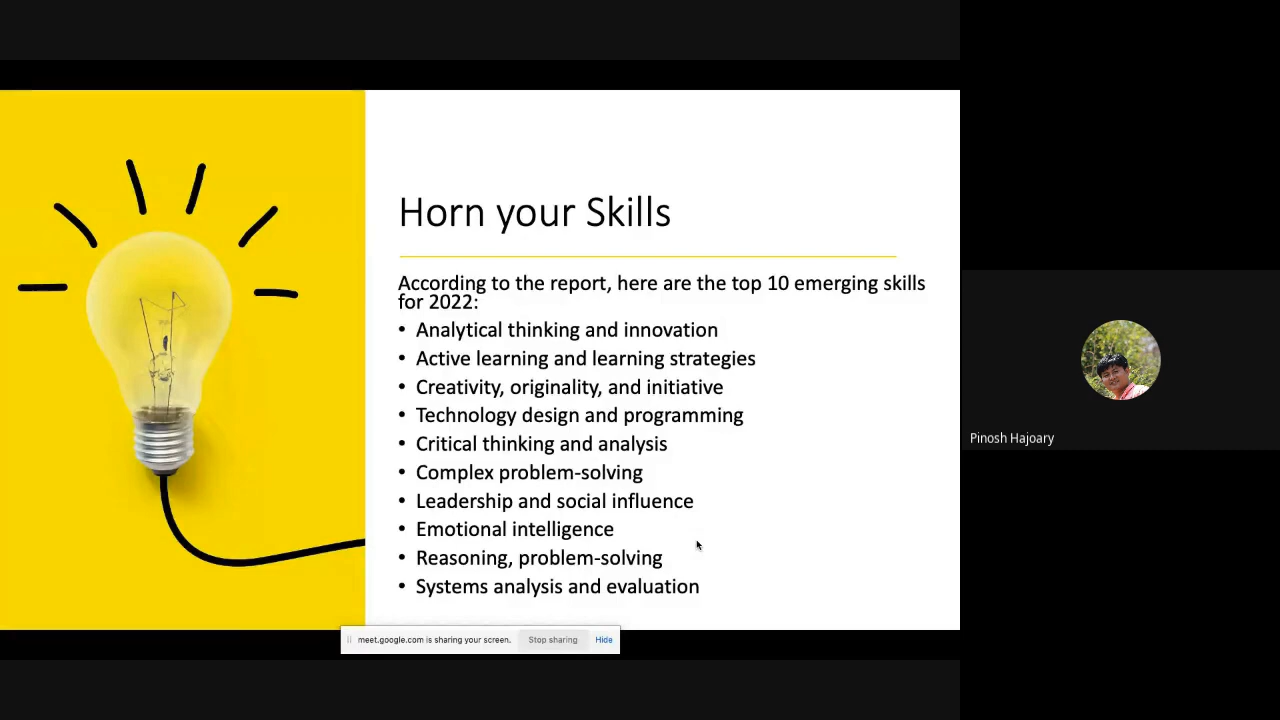 Horn your Skills
According to the report, here are the top 10 emerging skills
for 2022:
• Analytical thinking and innovation
• Active learning and learning strategies
• Creativity, originality, and initiative
• Technology design and programming
• Critical thinking and analysis
• Complex problem-solving
• Leadership and social influence
• Emotional intelligence
• Reasoning, problem-solving
• Systems analysis and evaluation
meet.google.com is sharing your screen. Stop sharing Hide
Pinosh Hajoary